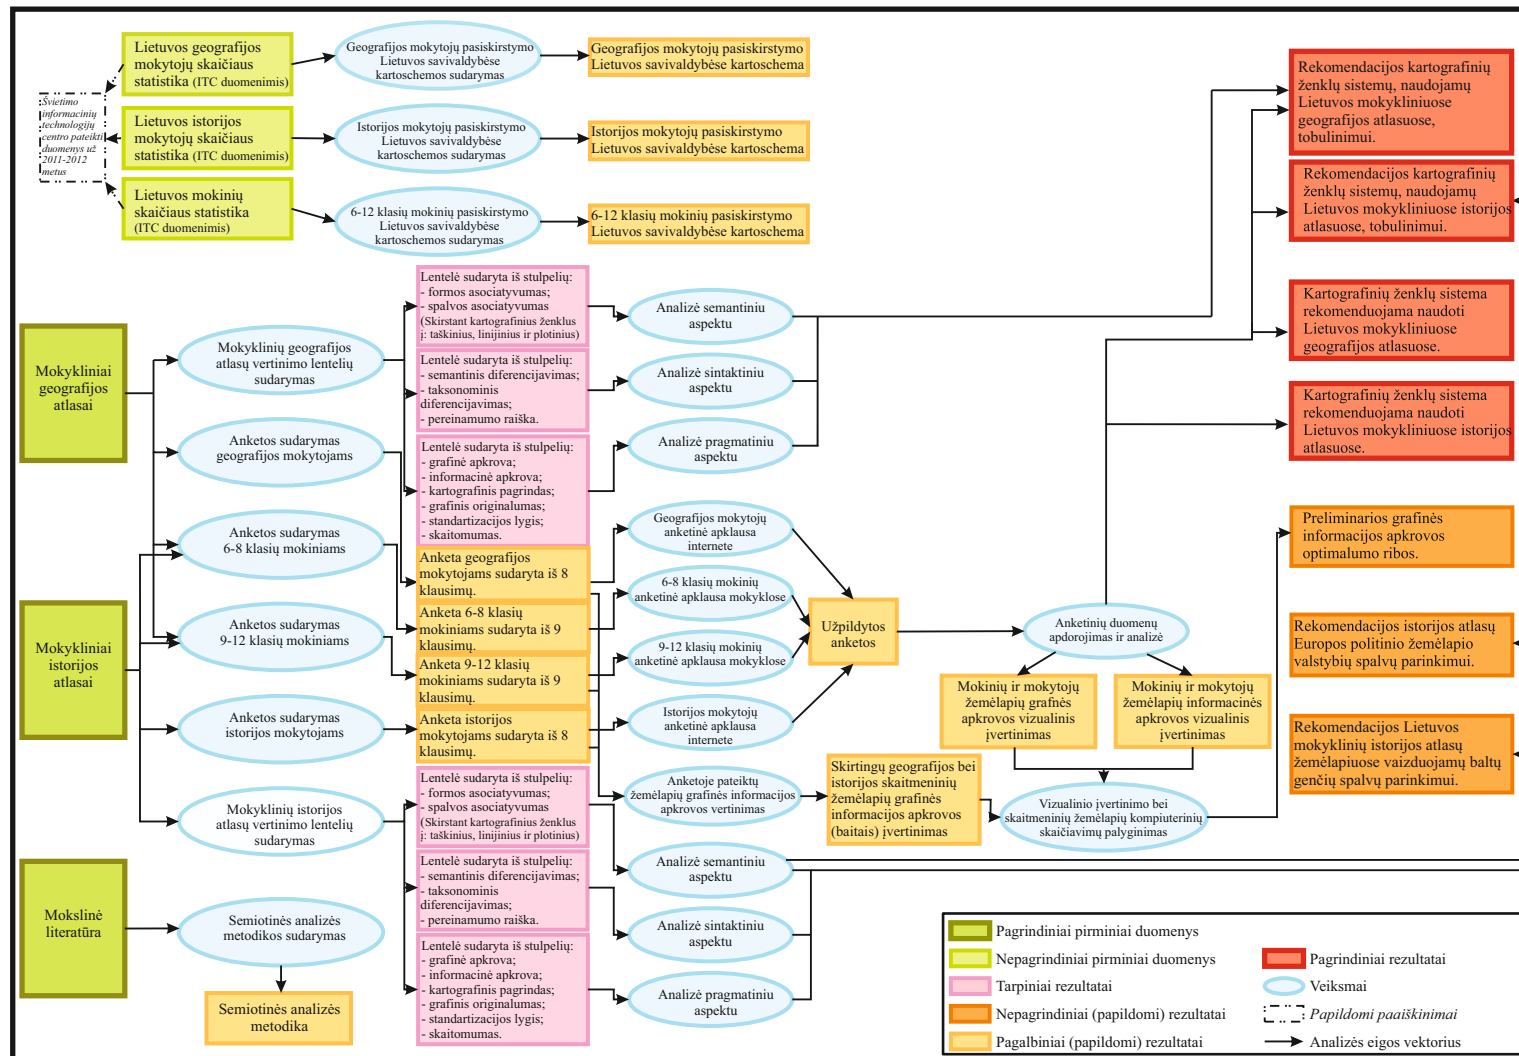 Lietuvos geografijos
mokytojų skaičiaus
statistika (ITC duomenimis)
Geografijos mokytojų pasiskirstymo
Lietuvos savivaldybėse
kartoschemos sudarymas
Geografijos mokytojų pasiskirstymo
Lietuvos savivaldybėse kartoschema
Švietimo
informacinių
technologijų
centro pateikti
duomenys už
2011-2012
metus
Lietuvos istorijos
mokytojų skaičiaus
statistika (ITC duomenimis)
Istorijos mokytojų pasiskirstymo
Lietuvos savivaldybėse
kartoschemos sudarymas
Istorijos mokytojų pasiskirstymo
Lietuvos savivaldybėse kartoschema
Lietuvos mokinių
skaičiaus statistika
(ITC duomenimis)
6-12 klasių mokinių pasiskirstymo
Lietuvos savivaldybėse
kartoschemos sudarymas
6-12 klasių mokinių pasiskirstymo
Lietuvos savivaldybėse kartoschema
Rekomendacijos kartografinių
ženklų sistemų, naudojamų
Lietuvos mokykliniuose
geografijos atlasuose,
tobulinimui.
Rekomendacijos kartografinių
ženklų sistemų, naudojamų
Lietuvos mokykliniuose istorijos
atlasuose, tobulinimui.
Kartografinių ženklų sistema
rekomenduojama naudoti
Lietuvos mokykliniuose
geografijos atlasuose.
Kartografinių ženklų sistema
rekomenduojama naudoti
Lietuvos mokykliniuose istorijos
atlasuose.
Preliminarios grafinės
informacijos apkrovos
optimalumo ribos.
Rekomendacijos istorijos atlasų
Europos politinio žemėlapio
valstybių spalvų parinkimui.
Rekomendacijos Lietuvos
mokyklinių istorijos atlasų
žemėlapiuose vaizduojamų baltų
genčių spalvų parinkimui.
Mokykliniai
geografijos
atlasai
Mokykliniai
istorijos
atlasai
Mokslinė
literatūra
Mokyklinių geografijos
atlasų vertinimo lentelių
sudarymas
Anketos sudarymas
geografijos mokytojams
Anketos sudarymas
6-8 klasių mokiniams
Anketos sudarymas
9-12 klasių mokiniams
Anketos sudarymas
istorijos mokytojams
Mokyklinių istorijos
atlasų vertinimo lentelių
sudarymas
Semiotinės analizės
metodikos sudarymas
Semiotinės analizės
metodika
Lentelė sudaryta iš stulpelių:
- formos asociatyvumas;
- spalvos asociatyvumas
(Skirstant kartografinius ženklus
į: taškinius, linijinius ir plotinius)
Lentelė sudaryta iš stulpelių:
- semantinis diferencijavimas;
- taksonominis
diferencijavimas;
- pereinamumo raiška.
Lentelė sudaryta iš stulpelių:
- grafinė apkrova;
- informacinė apkrova;
- kartografinis pagrindas;
- grafinis originalumas;
- standartizacijos lygis;
- skaitomumas.
Anketa geografijos
mokytojams sudaryta iš 8
klausimų.
Anketa 6-8 klasių
mokiniams sudaryta iš 9
klausimų.
Anketa 9-12 klasių
mokiniams sudaryta iš 9
klausimų.
Anketa istorijos
mokytojams sudaryta iš 8
klausimų.
Lentelė sudaryta iš stulpelių:
- formos asociatyvumas;
- spalvos asociatyvumas
(Skirstant kartografinius ženklus
į: taškinius, linijinius ir plotinius)
Lentelė sudaryta iš stulpelių:
- semantinis diferencijavimas;
- taksonominis
diferencijavimas;
- pereinamumo raiška.
Lentelė sudaryta iš stulpelių:
- grafinė apkrova;
- informacinė apkrova;
- kartografinis pagrindas;
- grafinis originalumas;
- standartizacijos lygis;
- skaitomumas.
Analizė semantiniu
aspektu
Analizė sintaktiniu
aspektu
Analizė pragmatiniu
aspektu
Geografijos mokytojų
anketinė apklausa
internete
6-8 klasių mokinių
anketinė apklausa mokyklose
9-12 klasių mokinių
anketinė apklausa mokyklose
Istorijos mokytojų
anketinė apklausa
internete
Anketoje pateiktų
žemėlapių grafinės informacijos
apkrovos vertinimas
Analizė semantiniu
aspektu
Analizė sintaktiniu
aspektu
Analizė pragmatiniu
aspektu
Užpildytos
anketos
Skirtingų geografijos bei
istorijos skaitmeninių
žemėlapių grafinės
informacijos apkrovos
(baitais) įvertinimas
Anketinių duomenų
apdorojimas ir analizė
Mokinių ir mokytojų
žemėlapių grafnės
apkrovos vizualinis
įvertinimas
Mokinių ir mokytojų
žemėlapių informacinės
apkrovos vizualinis
įvertinimas
Vizualinio įvertinimo bei
skaitmeninių žemėlapių kompiuterinių
skaičiavimų palyginimas
Pagrindiniai pirminiai duomenys
Nepagrindiniai pirminiai duomenys
Tarpiniai rezultatai
Nepagrindiniai (papildomi) rezultatai
Pagalbiniai (papildomi) rezultatai
Pagrindiniai rezultatai
Veiksmai
Papildomi paaiškinimai
Analizės eigos vektorius